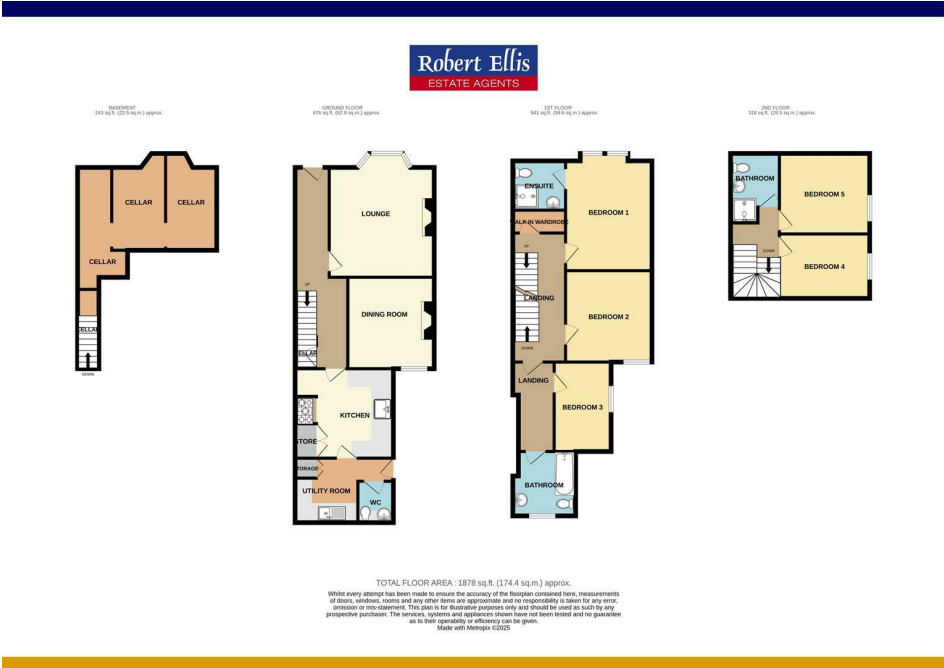 Robert Ellis
ESTATE AGENTS
BASEMENT
243 sq.ft. (22.5 sq.m.) approx.
GROUND FLOOR
676 sq.ft. (62.8 sq.m.) approx.
1ST FLOOR
641 sq.ft. (59.6 sq.m.) approx.
2ND FLOOR
318 sq.ft. (29.5 sq.m.) approx.
CELLAR
CELLAR
CELLAR
CELLAR
DOWN
LOUNGE
UP
DINING ROOM
CELLAR
KITCHEN
STORE
STORAGE
UTILITY ROOM
WC
ENSUITE
WALK-IN WARDROBE
BEDROOM 1
UP
LANDING
BEDROOM 2
DOWN
LANDING
BEDROOM 3
BATHROOM
BATHROOM
BEDROOM 5
DOWN
BEDROOM 4
TOTAL FLOOR AREA : 1878 sq.ft. (174.4 sq.m.) approx.
Whilst every attempt has been made to ensure the accuracy of the floorplan contained here, measurements
of doors, windows, rooms and any other items are approximate and no responsibility is taken for any error,
omission or mis-statement. This plan is for illustrative purposes only and should be used as such by any
prospective purchaser. The services, systems and appliances shown have not been tested and no guarantee
as to their operability or efficiency can be given.
Made with Metropix ©2025